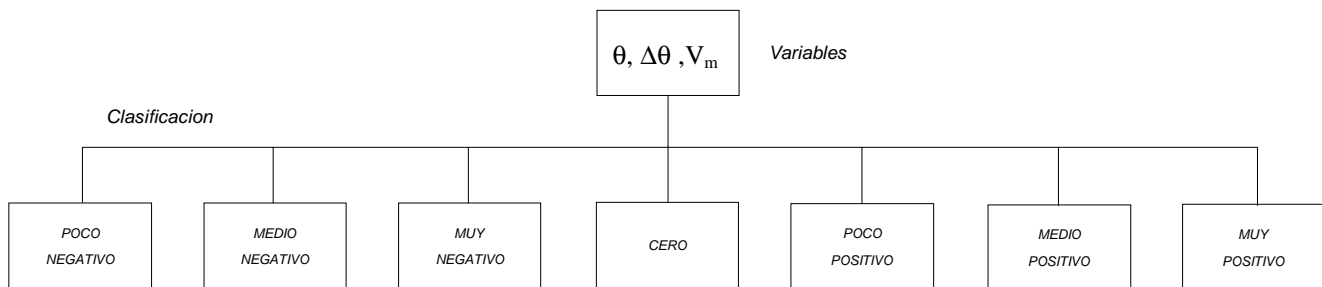 θ, Δθ ,Vₘ
Variables
Clasificacion
POCO
NEGATIVO
MEDIO
NEGATIVO
MUY
NEGATIVO
CERO
POCO
POSITIVO
MEDIO
POSITIVO
MUY
POSITIVO